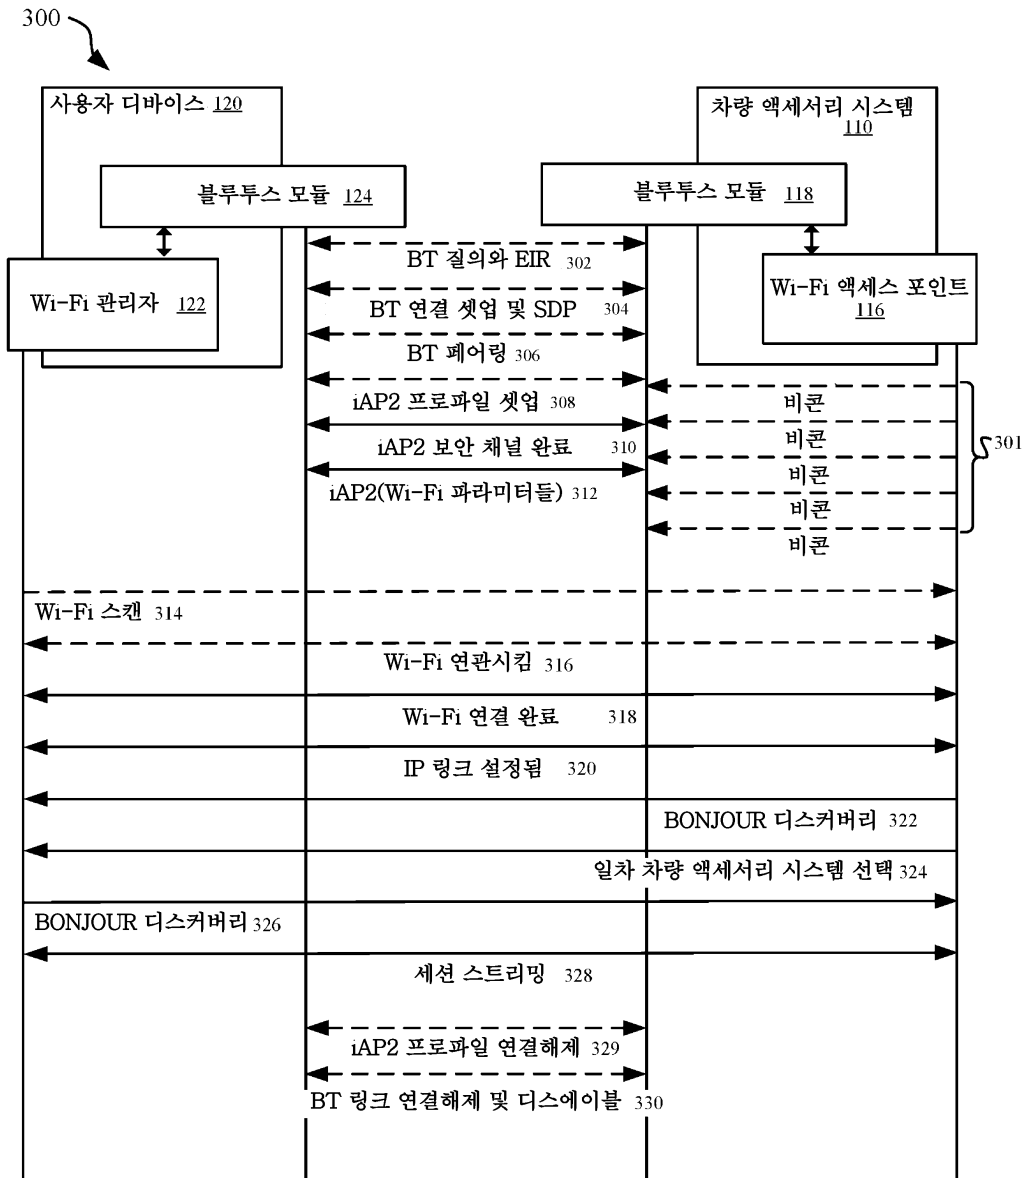 300
사용자 디바이스 120
차량 액세서리 시스템
110
블루투스 모듈 124
블루투스 모듈 118
BT 질의와 EIR 302
Wi-Fi 관리자 122
Wi-Fi 액세스 포인트
116
BT 연결 셋업 및 SDP 304
BT 페어링 306
iAP2 프로파일 셋업 308
비콘
iAP2 보안 채널 완료 310
비콘
301
비콘
iAP2(Wi-Fi 파라미터들) 312
비콘
비콘
Wi-Fi 스캔 314
Wi-Fi 연관시킴 316
Wi-Fi 연결 완료 318
IP 링크 설정됨 320
BONJOUR 디스커버리 322
일차 차량 액세서리 시스템 선택 324
BONJOUR 디스커버리 326
세션 스트리밍 328
iAP2 프로파일 연결해제 329
BT 링크 연결해제 및 디스에이블 330